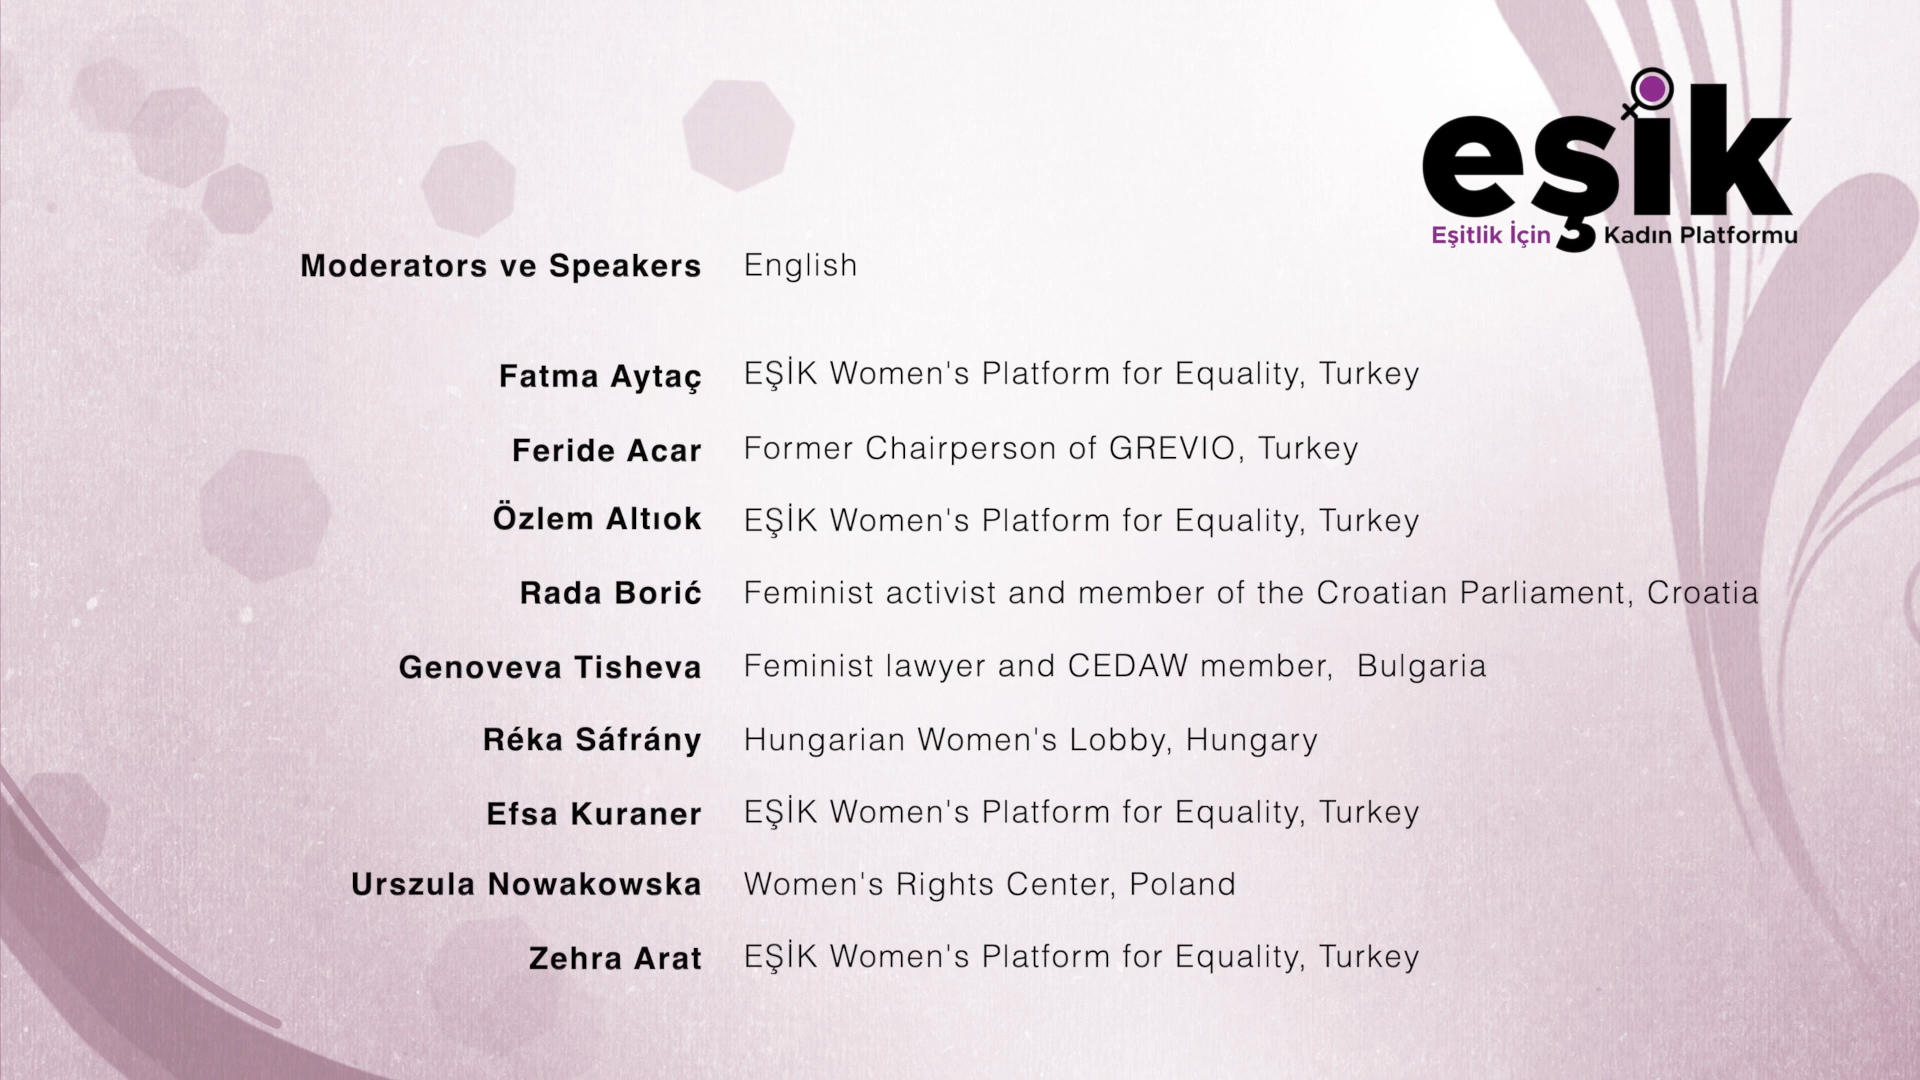 eşik
Eşitlik İçin Kadın Platformu
Moderators ve Speakers English
Fatma Aytaç EŞİK Women's Platform for Equality, Turkey
Feride Acar Former Chairperson of GREVIO, Turkey
Özlem Altıok EŞİK Women's Platform for Equality, Turkey
Rada Borić Feminist activist and member of the Croatian Parliament, Croatia
Genoveva Tisheva Feminist lawyer and CEDAW member, Bulgaria
Réka Sáfrány Hungarian Women's Lobby, Hungary
Efsa Kuraner EŞİK Women's Platform for Equality, Turkey
Urszula Nowakowska Women's Rights Center, Poland
Zehra Arat EŞİK Women's Platform for Equality, Turkey